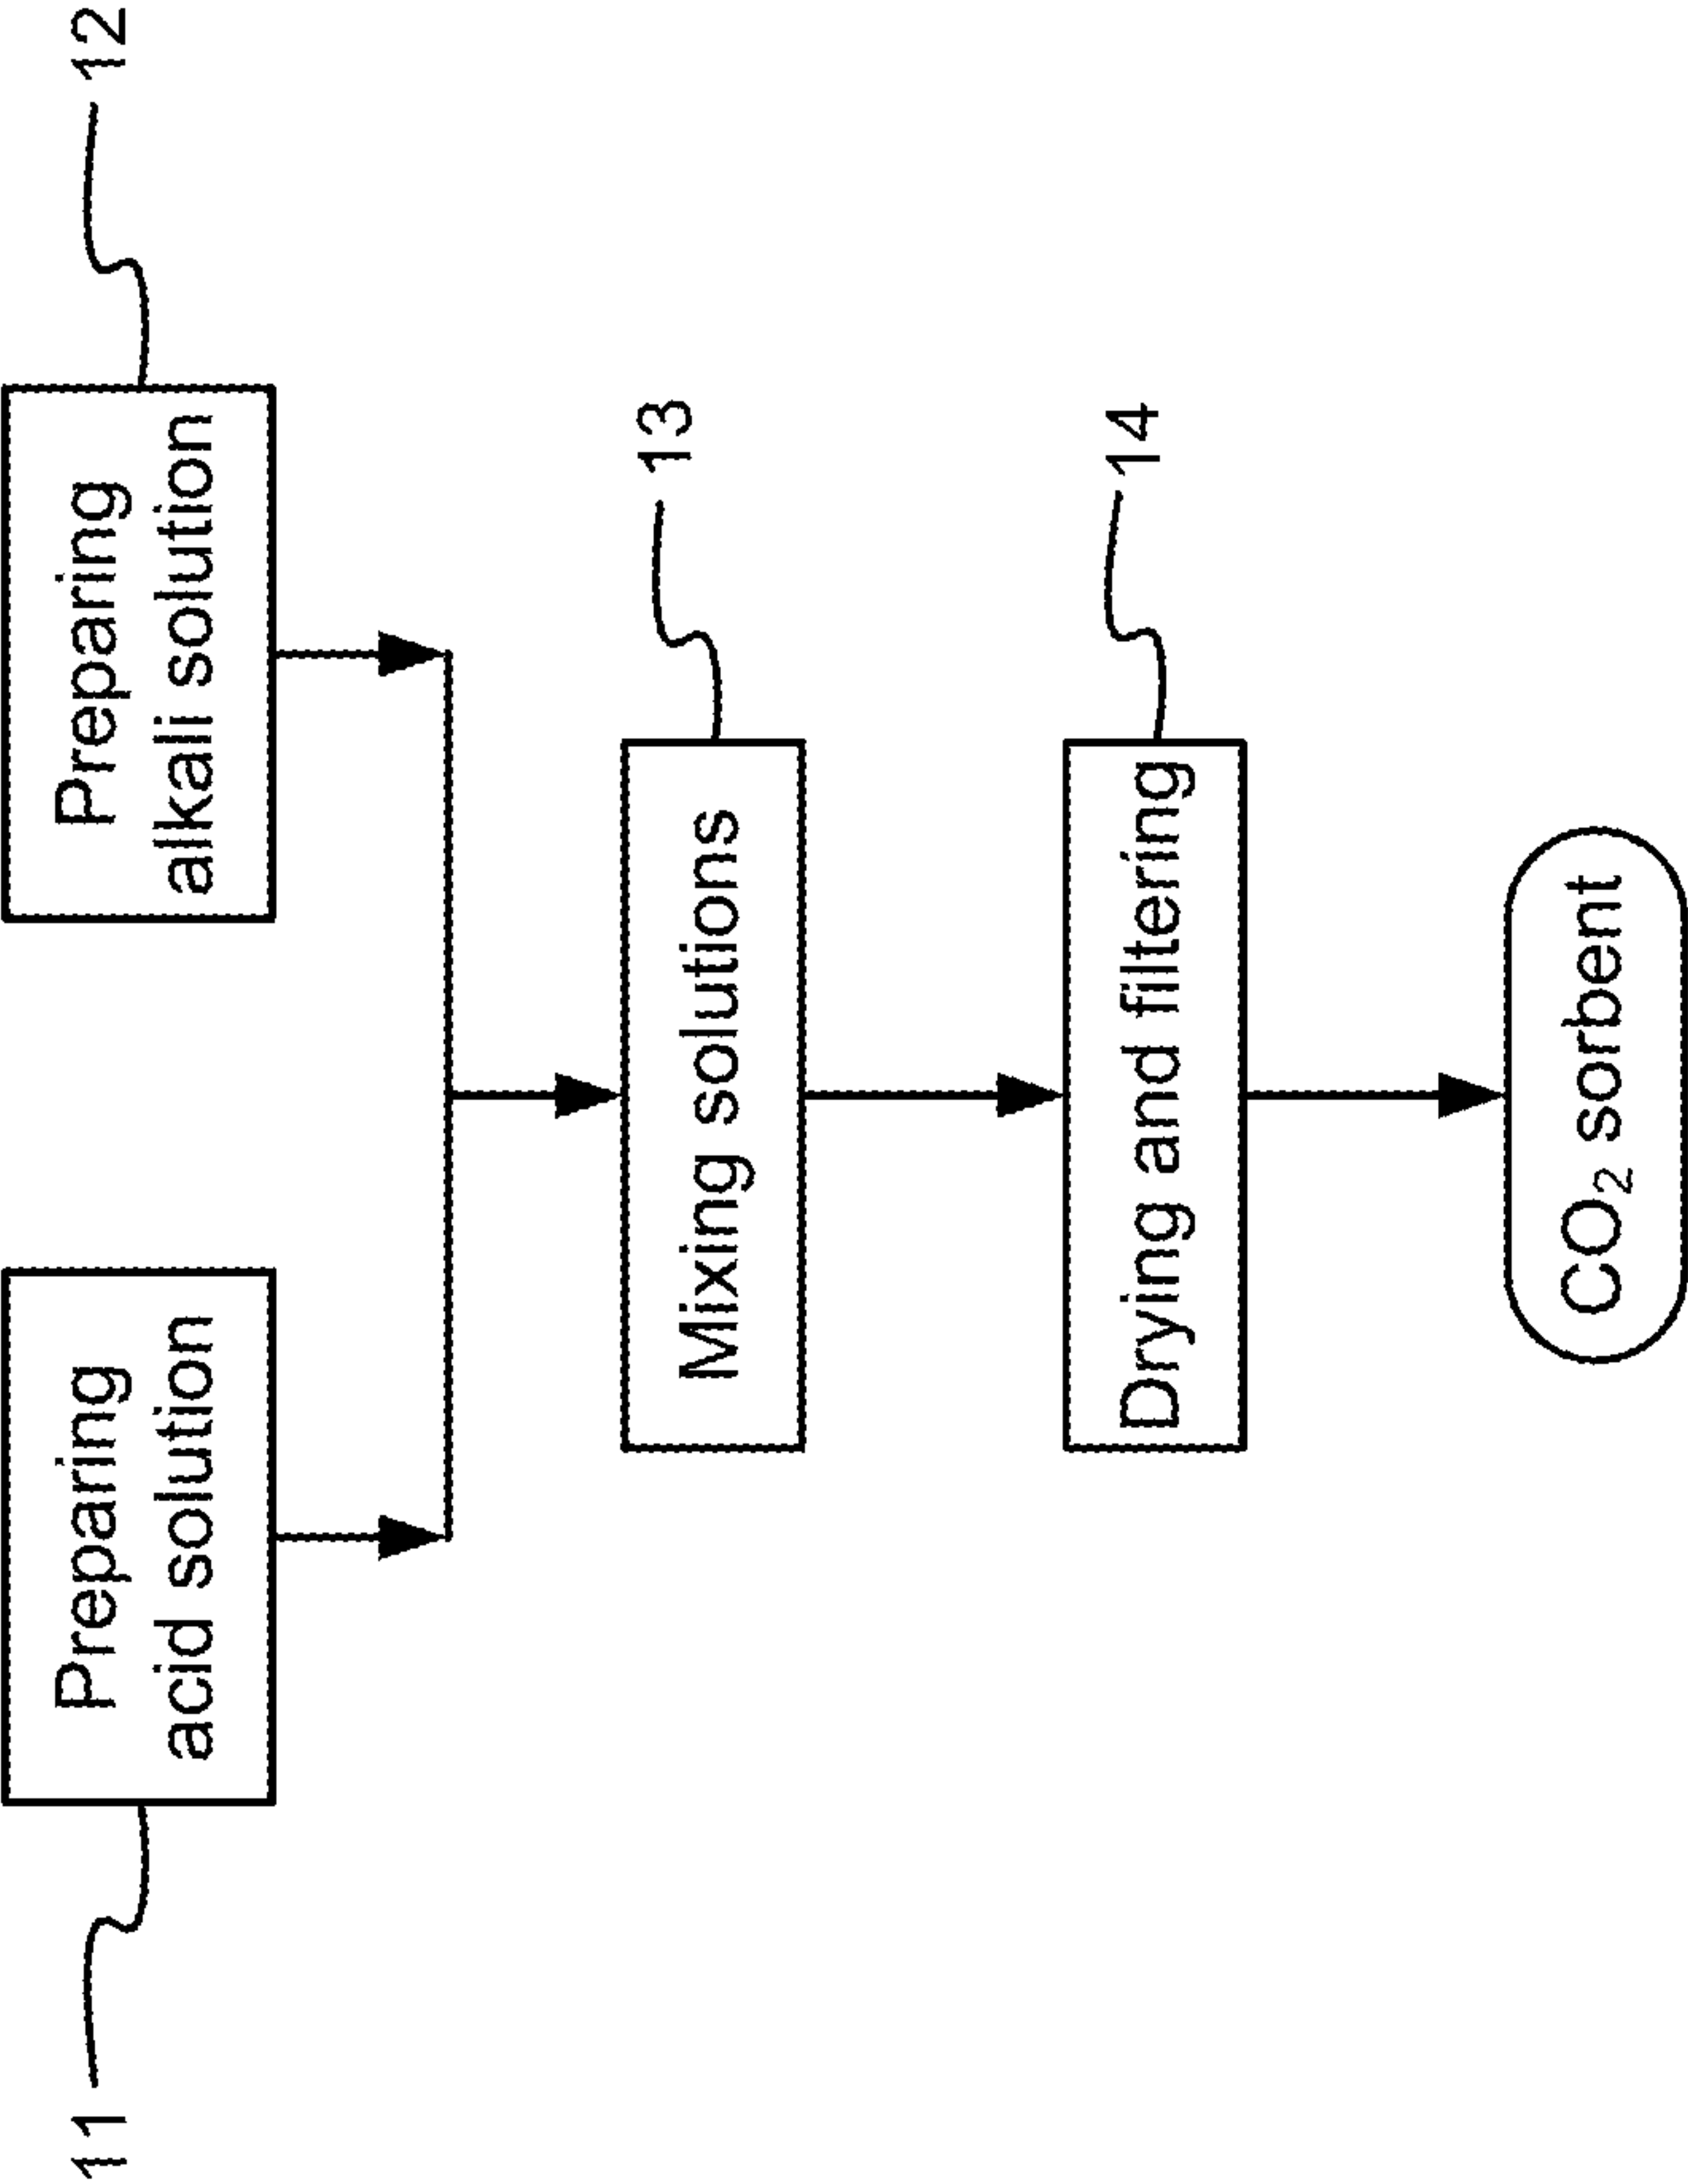 11
Preparing
acid solution
Preparing
alkali solution
12
Mixing solutions
13
Drying and filtering
14
CO₂ sorbent